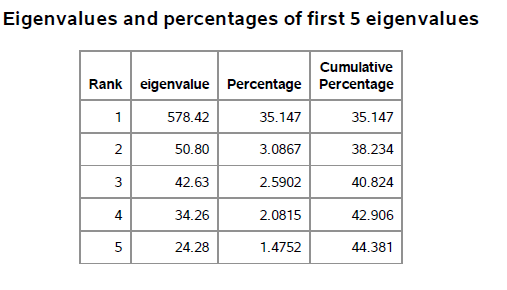 Eigenvalues and percentages of first 5 eigenvalues
Rank eigenvalue Percentage Cumulative Percentage
1 578.42 35.147 35.147
2 50.80 3.0867 38.234
3 42.63 2.5902 40.824
4 34.26 2.0815 42.906
5 24.28 1.4752 44.381